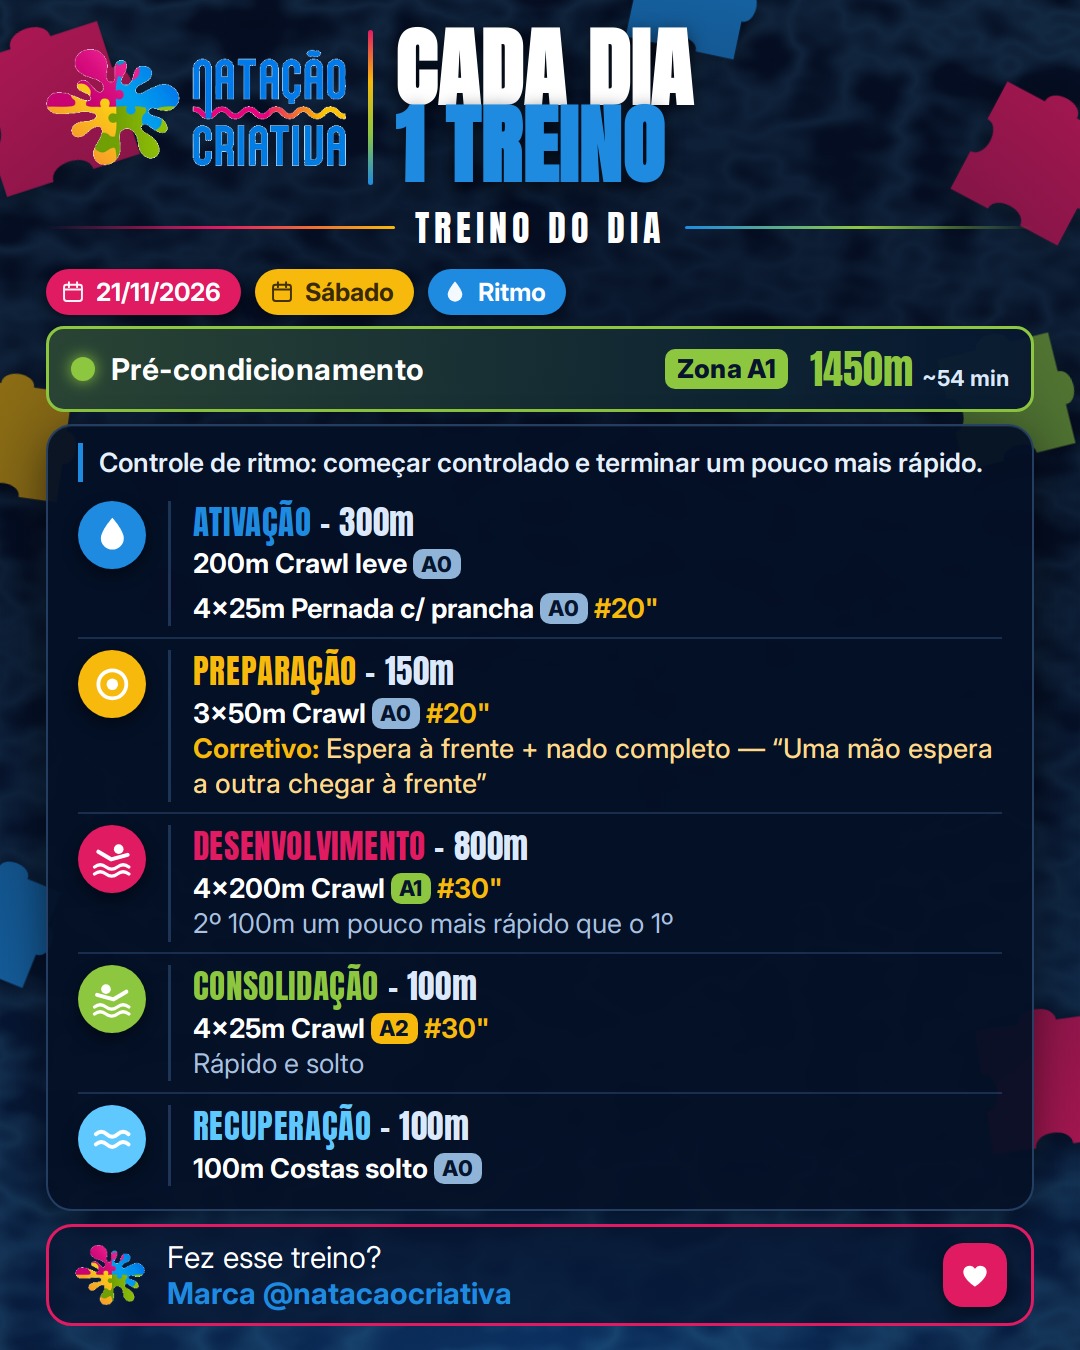 NATAÇÃO
CRIATIVA
CADA DIA
1 TREINO
TREINO DO DIA
21/11/2026
Sábado
Ritmo
Pré-condicionamento
Zona A1
1450m ~54 min
Controle de ritmo: começar controlado e terminar um pouco mais rápido.
ATIVAÇÃO - 300m
200m Crawl leve A0
4×25m Pernada c/ prancha A0 #20"
PREPARAÇÃO - 150m
3×50m Crawl A0 #20"
Corretivo: Espera à frente + nado completo — “Uma mão espera
a outra chegar à frente”
DESENVOLVIMENTO - 800m
4×200m Crawl A1 #30"
2º 100m um pouco mais rápido que o 1º
CONSOLIDAÇÃO - 100m
4×25m Crawl A2 #30"
Rápido e solto
RECUPERAÇÃO - 100m
100m Costas solto A0
Fez esse treino?
Marca @natacaocriativa